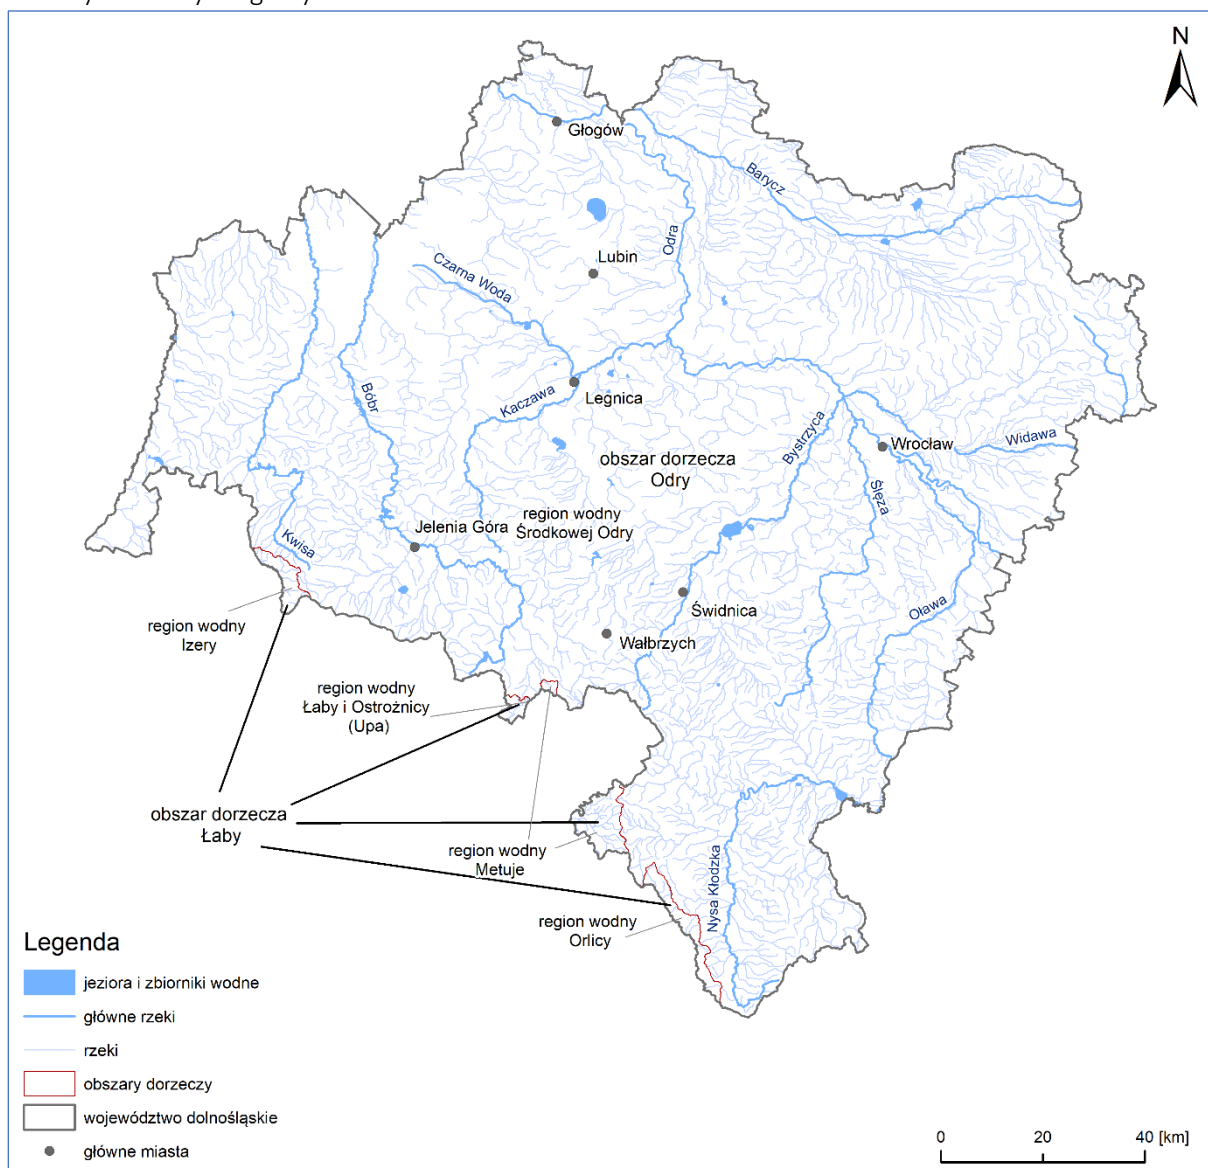 N
Głogów
Barycz
Odra
Lubin
Czarna Woda
Bóbr
Kaczawa
Legnica
Bystrzyca
Wrocław
Widawa
obszar dorzecza
Odry
Ślęza
region wodny
Środkowej Odry
Jelenia Góra
Kwisa
Świdnica
Oława
region wodny
Izery
Wałbrzych
region wodny
Łaby i Ostrożnicy
(Upa)
obszar dorzecza
Łaby
region wodny
Metuje
Nysa Kłodzka
region wodny
Orlicy
Legenda
jeziora i zbiorniki wodne
główne rzeki
rzeki
obszary dorzeczy
województwo dolnośląskie
główne miasta
0 20 40 [km]